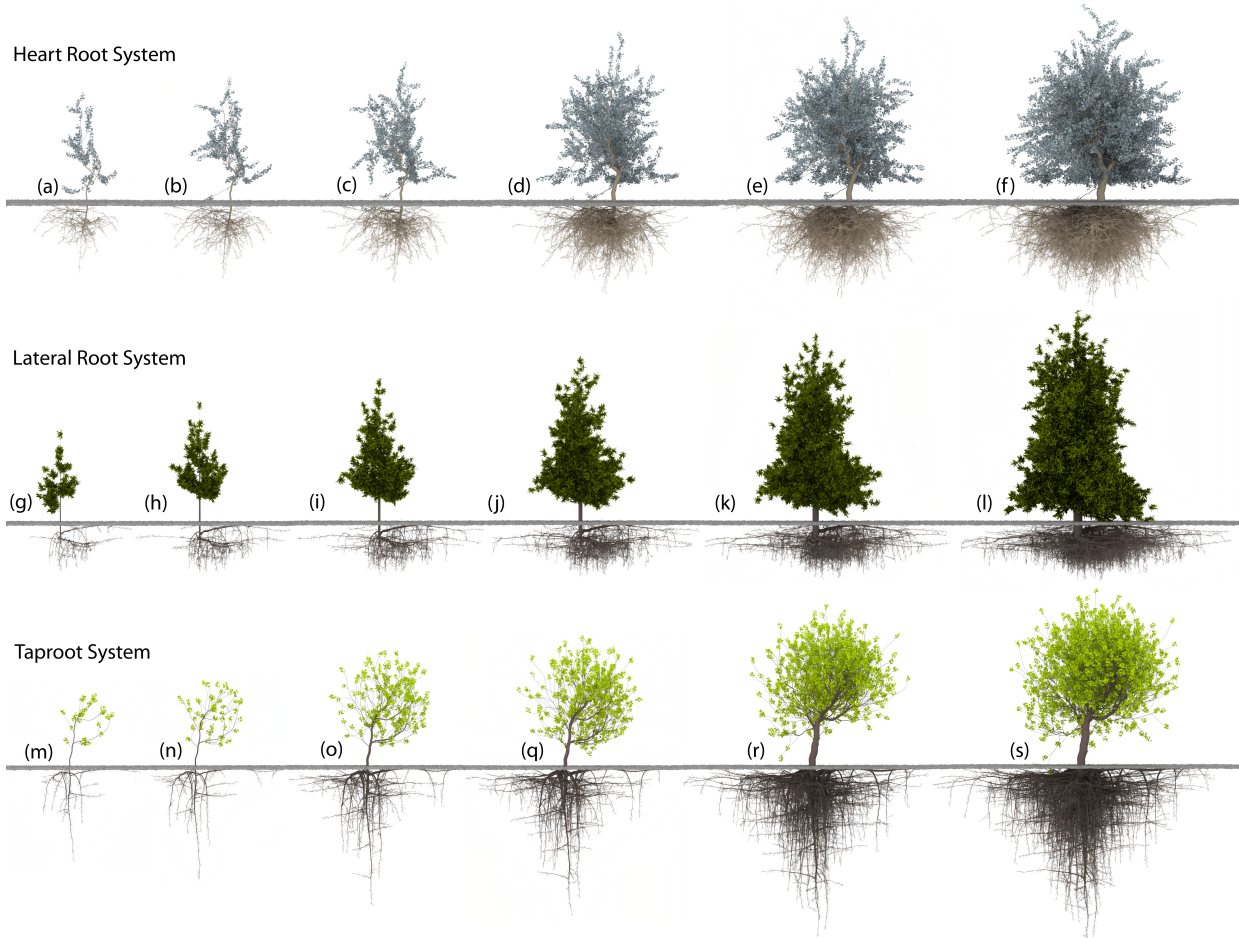 Heart Root System
(a) (b) (c) (d) (e) (f)
Lateral Root System
(g) (h) (i) (j) (k) (l)
Taproot System
(m) (n) (o) (q) (r) (s)